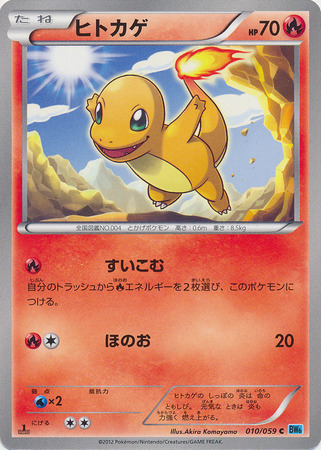 たね
ヒトカゲ
HP 70
全国図鑑NO.004 とかげポケモン 高さ：0.6m 重さ：8.5kg
すいこむ
自分のトラッシュから エネルギーを2枚選び、このポケモンに
つける。
ほのお 20
弱点 抵抗力
×2
にげる
ヒトカゲの しっぽの 炎は 命の
ともしび。 元気な ときは 炎も
力強く 燃え上がる。
Illus.Akira Komayama
010/059 C BW6
©2012 Pokémon/Nintendo/Creatures/GAME FREAK.